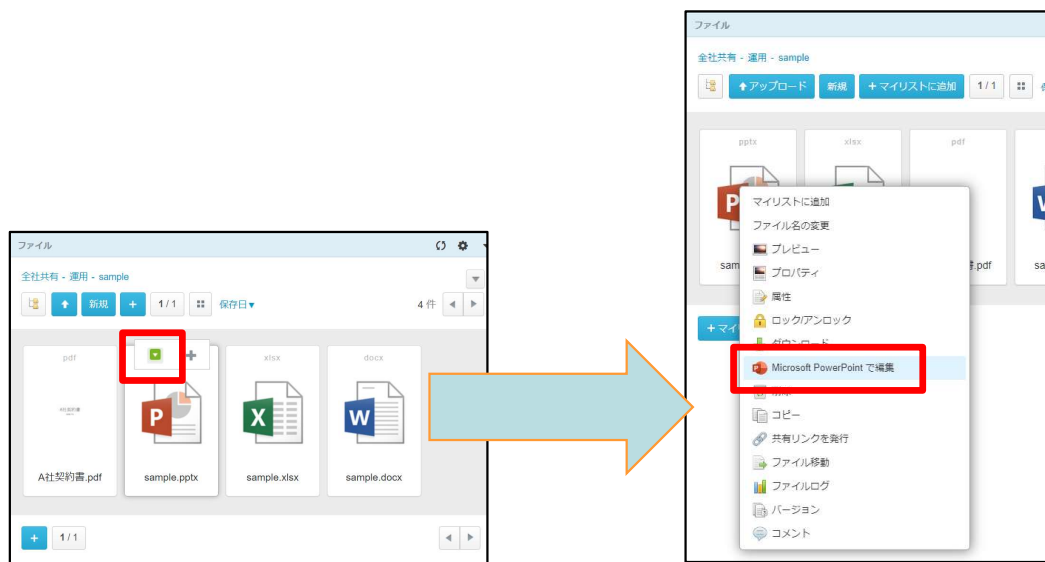 ファイル
全社共有 - 運用 - sample
新規
+
1 / 1
保存日▾
4 件
pdf
xlsx
docx
A社契約書.pdf
sample.pptx
sample.xlsx
sample.docx
+
1 / 1
ファイル
全社共有 - 運用 - sample
アップロード
新規
+マイリストに追加
1 / 1
pptx
xlsx
pdf
マイリストに追加
ファイル名の変更
プレビュー
プロパティ
属性
ロック/アンロック
ダウンロード
Microsoft PowerPoint で編集
コピー
共有リンクを発行
ファイル移動
ファイルログ
バージョン
コメント